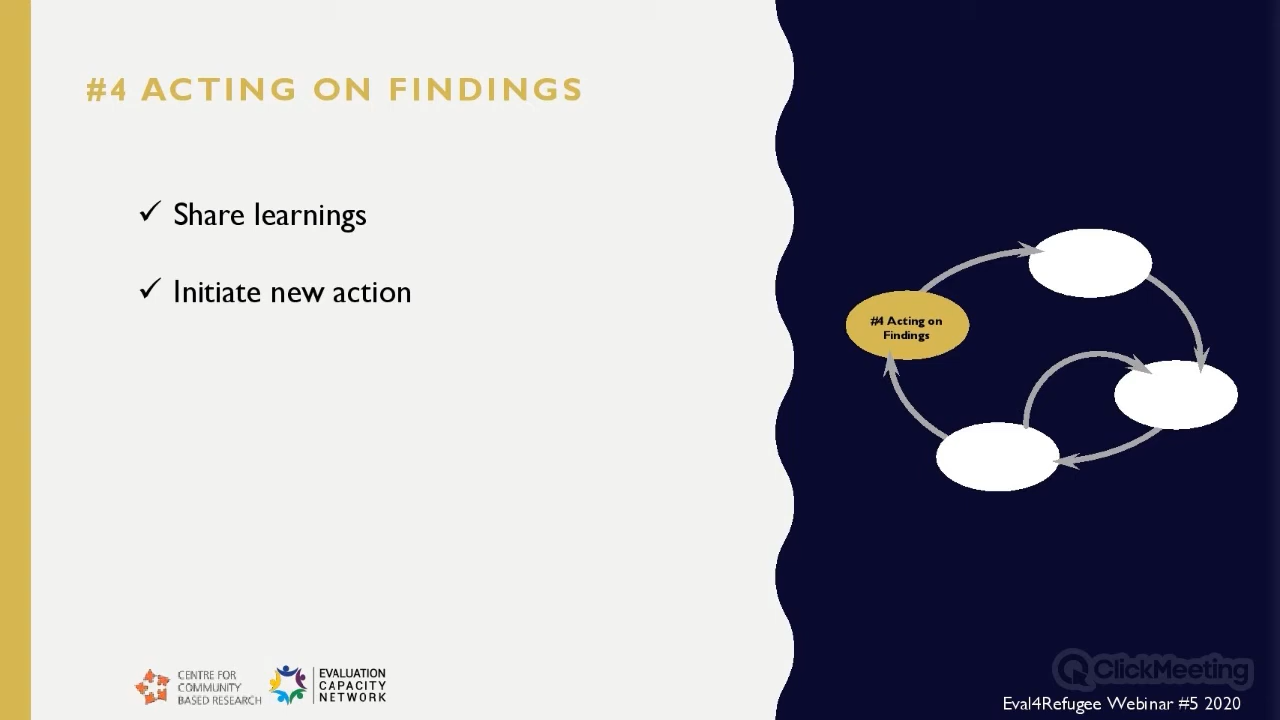 #4 ACTING ON FINDINGS
✓ Share learnings
✓ Initiate new action
#4 Acting on
Findings
CENTRE FOR
COMMUNITY
BASED RESEARCH
EVALUATION
CAPACITY
NETWORK
ClickMeeting
Eval4Refugee Webinar #5 2020